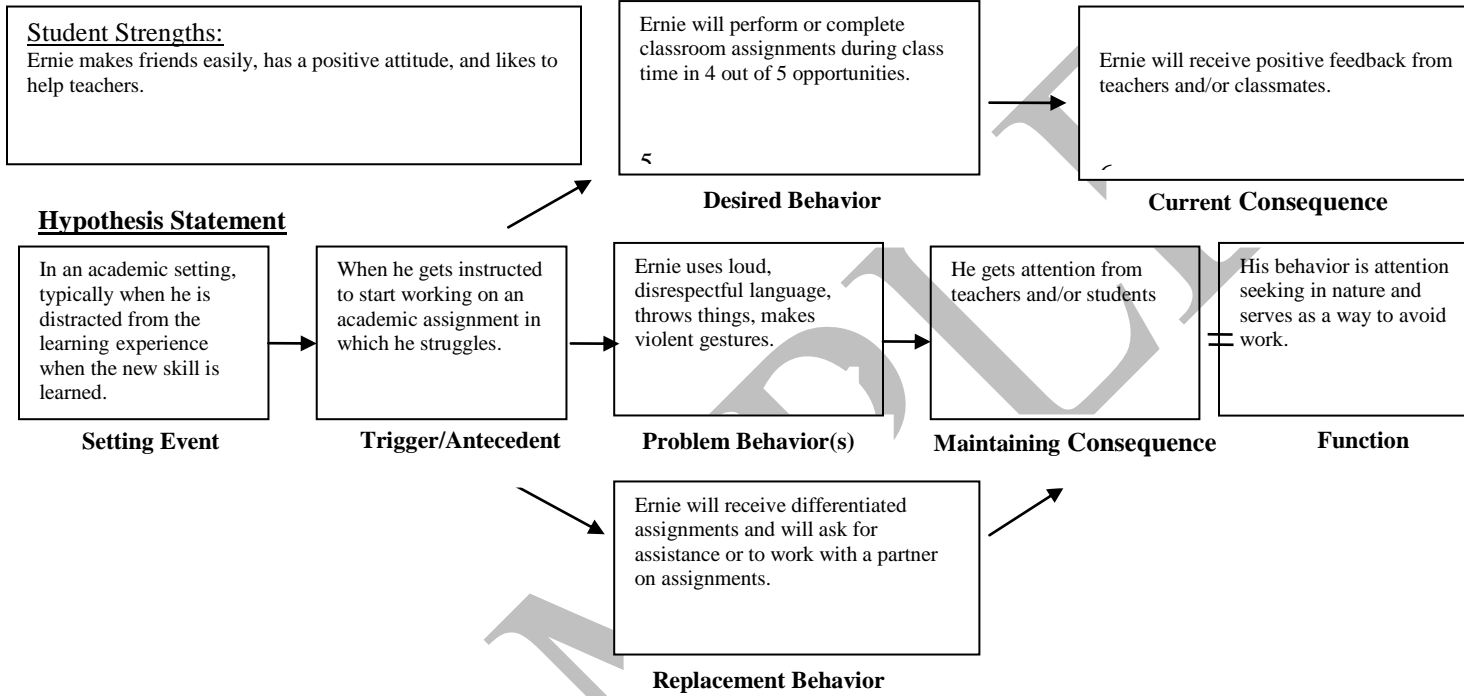 Student Strengths:
Ernie makes friends easily, has a positive attitude, and likes to
help teachers.
Ernie will perform or complete
classroom assignments during class
time in 4 out of 5 opportunities.
5
Desired Behavior
Ernie will receive positive feedback from
teachers and/or classmates.
Current Consequence
Hypothesis Statement
In an academic setting,
typically when he is
distracted from the
learning experience
when the new skill is
learned.
Setting Event
When he gets instructed
to start working on an
academic assignment in
which he struggles.
Trigger/Antecedent
Ernie uses loud,
disrespectful language,
throws things, makes
violent gestures.
Problem Behavior(s)
He gets attention from
teachers and/or students
Maintaining Consequence
=
His behavior is attention
seeking in nature and
serves as a way to avoid
work.
Function
Ernie will receive differentiated
assignments and will ask for
assistance or to work with a partner
on assignments.
Replacement Behavior